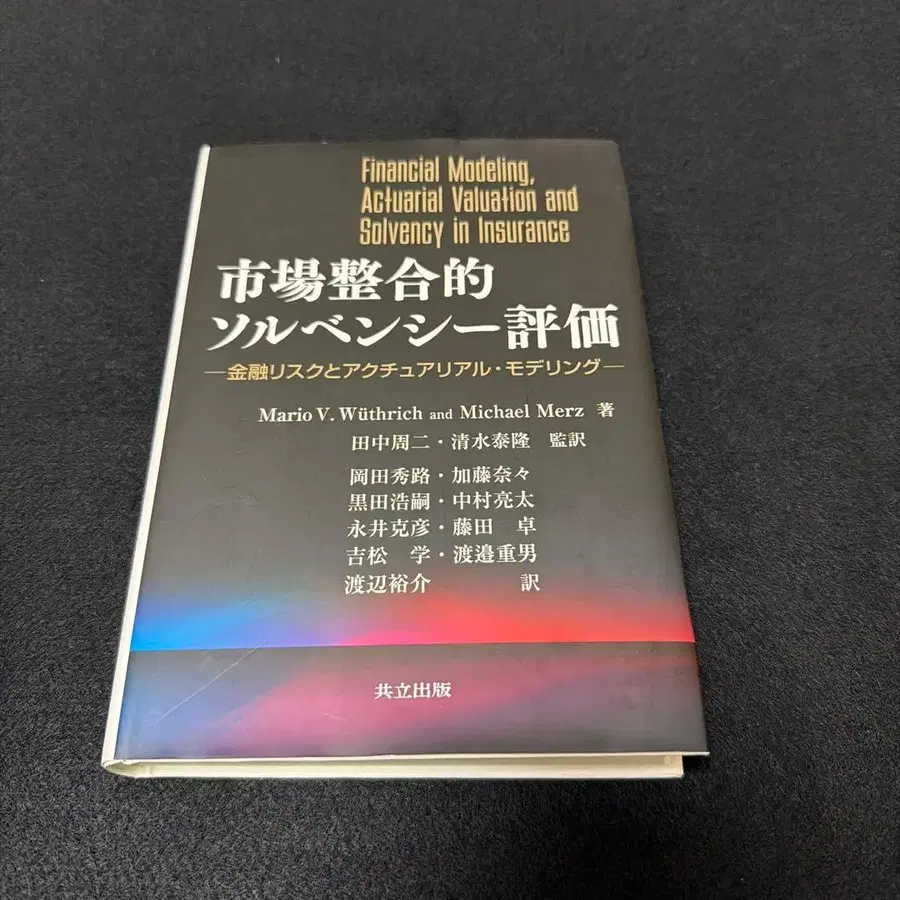 Financial Modeling,
Actuarial Valuation and
Solvency in Insurance
市場整合的
ソルベンシー評価
―金融リスクとアクチュアリアル・モデリング―
Mario V. Wüthrich and Michael Merz 著
田中周二・清水泰隆 監訳
岡田秀路・加藤奈々
黒田浩嗣・中村亮太
永井克彦・藤田 卓
吉松 学・渡邉重男
渡辺裕介 訳
共立出版